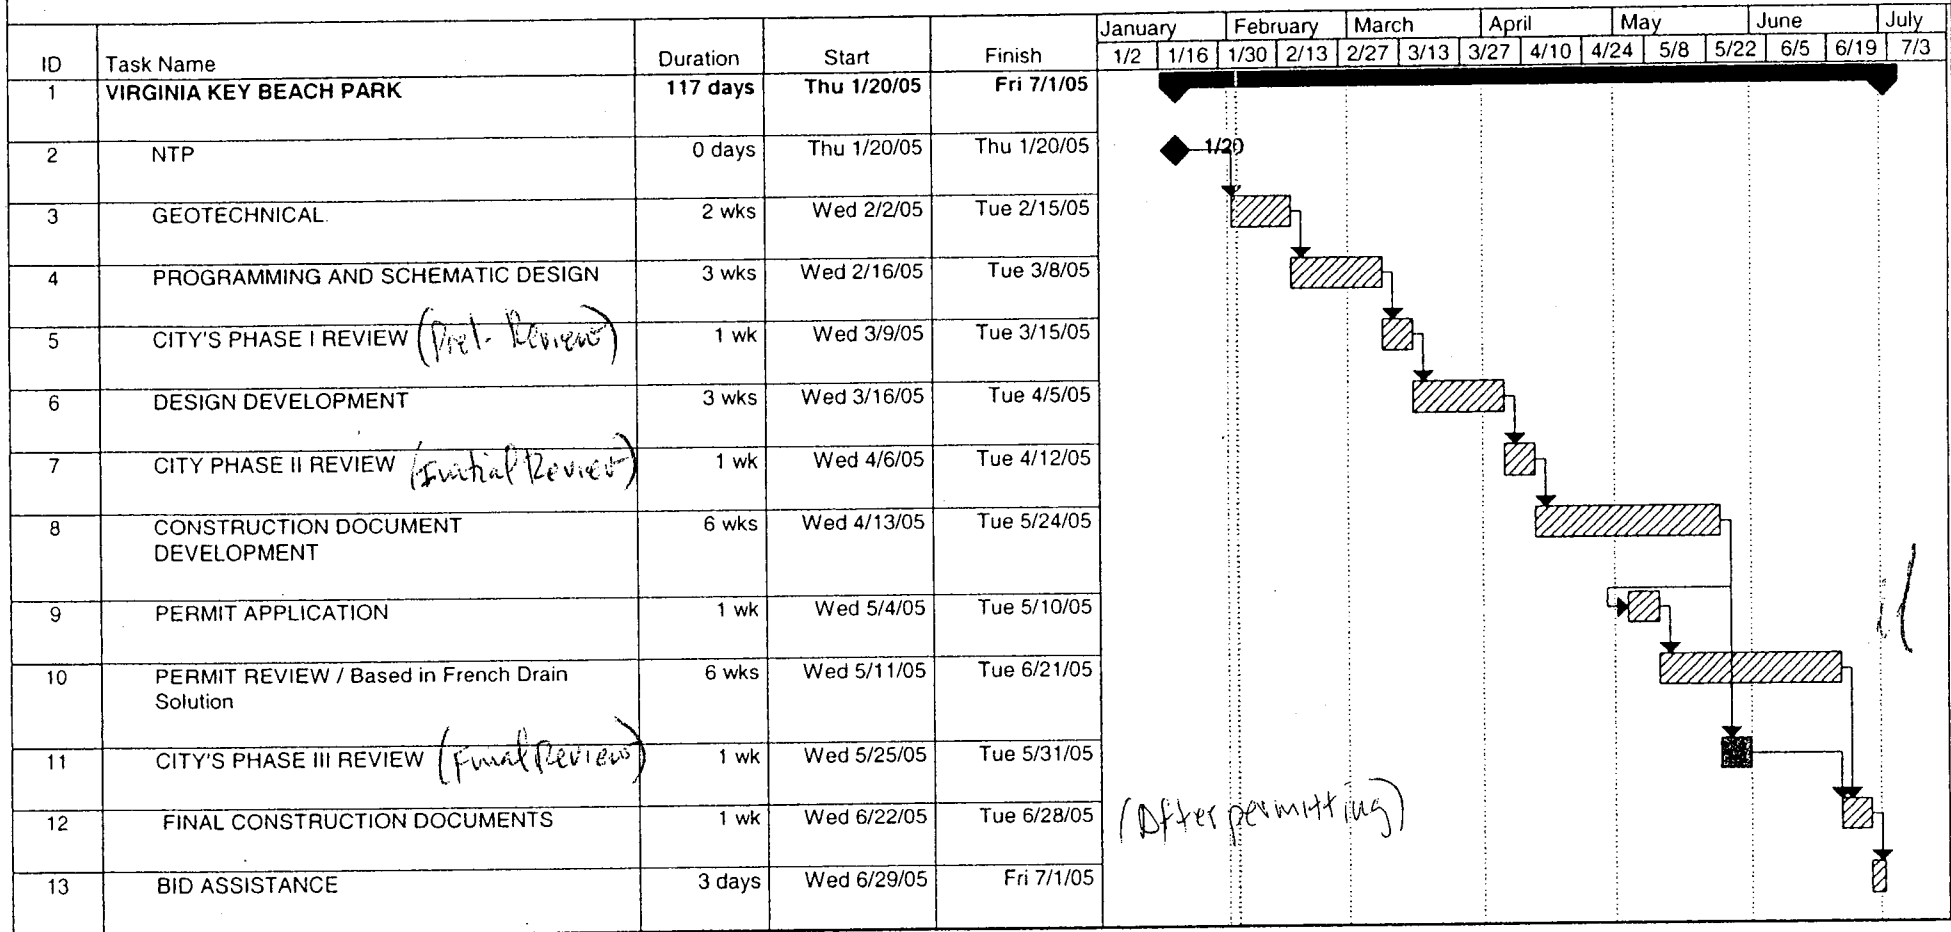 January February March April May June July
ID Task Name Duration Start Finish 1/2 1/16 1/30 2/13 2/27 3/13 3/27 4/10 4/24 5/8 5/22 6/5 6/19 7/3
1 VIRGINIA KEY BEACH PARK 117 days Thu 1/20/05 Fri 7/1/05
2 NTP 0 days Thu 1/20/05 Thu 1/20/05 1/20
3 GEOTECHNICAL 2 wks Wed 2/2/05 Tue 2/15/05
4 PROGRAMMING AND SCHEMATIC DESIGN 3 wks Wed 2/16/05 Tue 3/8/05
5 CITY'S PHASE I REVIEW (Prel. Review) 1 wk Wed 3/9/05 Tue 3/15/05
6 DESIGN DEVELOPMENT 3 wks Wed 3/16/05 Tue 4/5/05
7 CITY PHASE II REVIEW (Initial Review) 1 wk Wed 4/6/05 Tue 4/12/05
8 CONSTRUCTION DOCUMENT 6 wks Wed 4/13/05 Tue 5/24/05
DEVELOPMENT
9 PERMIT APPLICATION 1 wk Wed 5/4/05 Tue 5/10/05
10 PERMIT REVIEW / Based in French Drain 6 wks Wed 5/11/05 Tue 6/21/05
Solution
11 CITY'S PHASE III REVIEW (Final Review) 1 wk Wed 5/25/05 Tue 5/31/05
12 FINAL CONSTRUCTION DOCUMENTS 1 wk Wed 6/22/05 Tue 6/28/05 (After permitting)
13 BID ASSISTANCE 3 days Wed 6/29/05 Fri 7/1/05